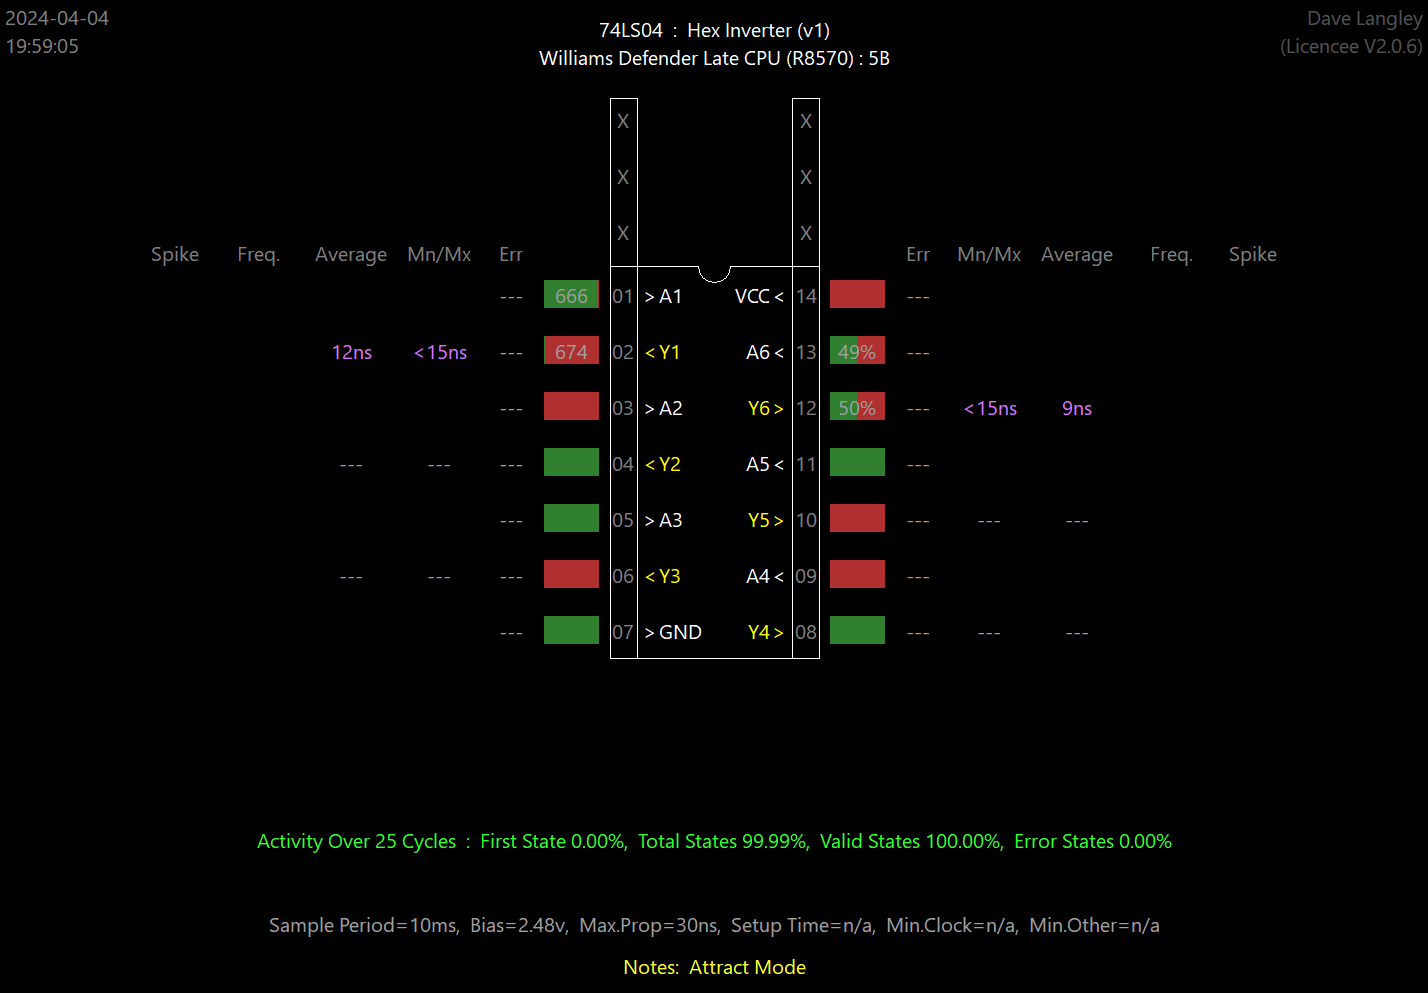 2024-04-04
19:59:05
74LS04 : Hex Inverter (v1)
Williams Defender Late CPU (R8570) : 5B
Dave Langley
(Licencee V2.0.6)
X X
X X
X X
Spike Freq. Average Mn/Mx Err Err Mn/Mx Average Freq. Spike
--- 666 01 >A1 VCC< 14 ---
12ns <15ns --- 674 02 <Y1 A6< 13 49% ---
--- 03 >A2 Y6> 12 50% --- <15ns 9ns
--- --- --- 04 <Y2 A5< 11 ---
--- 05 >A3 Y5> 10 --- --- ---
--- --- --- 06 <Y3 A4< 09 ---
--- 07 >GND Y4> 08 --- --- ---
Activity Over 25 Cycles : First State 0.00%, Total States 99.99%, Valid States 100.00%, Error States 0.00%
Sample Period=10ms, Bias=2.48v, Max.Prop=30ns, Setup Time=n/a, Min.Clock=n/a, Min.Other=n/a
Notes: Attract Mode